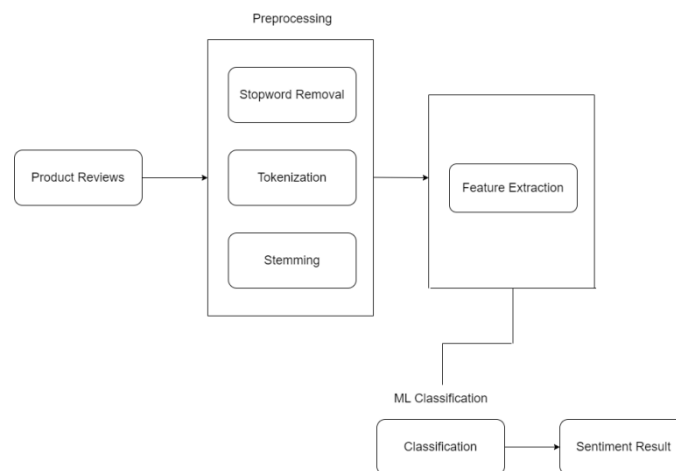 Preprocessing
Stopword Removal
Product Reviews
Tokenization
Feature Extraction
Stemming
ML Classification
Classification
Sentiment Result